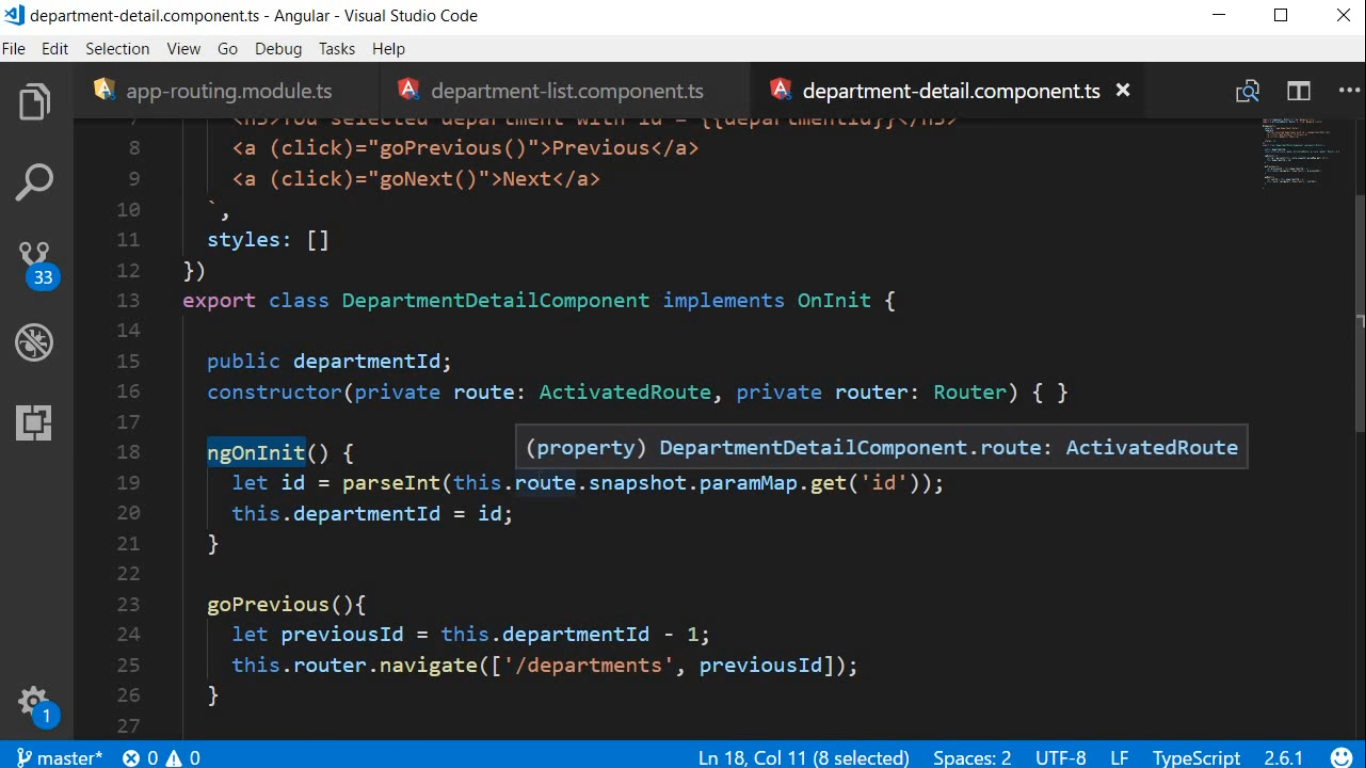 department-detail.component.ts - Angular - Visual Studio Code
File Edit Selection View Go Debug Tasks Help
app-routing.module.ts department-list.component.ts department-detail.component.ts
7 <h3>You selected department with id = {{departmentId}}</h3>
8 <a (click)="goPrevious()">Previous</a>
9 <a (click)="goNext()">Next</a>
10 `,
11 styles: []
12 })
13 export class DepartmentDetailComponent implements OnInit {
14
15 public departmentId;
16 constructor(private route: ActivatedRoute, private router: Router) { }
17
(property) DepartmentDetailComponent.route: ActivatedRoute
18 ngOnInit() {
19 let id = parseInt(this.route.snapshot.paramMap.get('id'));
20 this.departmentId = id;
21 }
22
23 goPrevious(){
24 let previousId = this.departmentId - 1;
25 this.router.navigate(['/departments', previousId]);
26 }
27
33
1
master* 0 0 Ln 18, Col 11 (8 selected) Spaces: 2 UTF-8 LF TypeScript 2.6.1